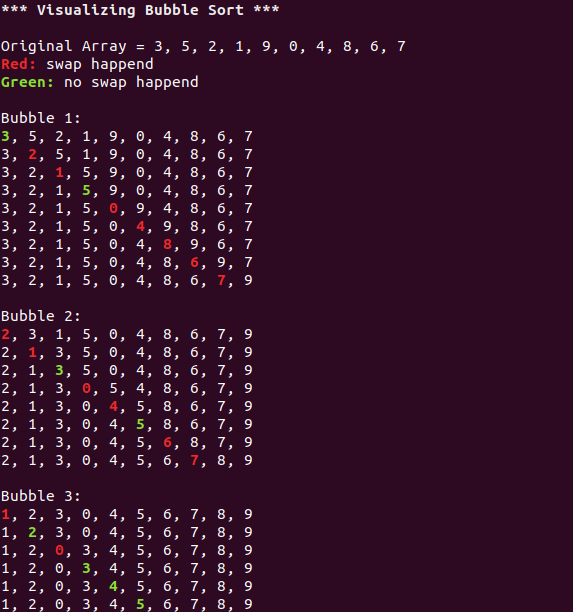 *** Visualizing Bubble Sort ***
Original Array = 3, 5, 2, 1, 9, 0, 4, 8, 6, 7
Red: swap happend
Green: no swap happend
Bubble 1:
3, 5, 2, 1, 9, 0, 4, 8, 6, 7
3, 2, 5, 1, 9, 0, 4, 8, 6, 7
3, 2, 1, 5, 9, 0, 4, 8, 6, 7
3, 2, 1, 5, 9, 0, 4, 8, 6, 7
3, 2, 1, 5, 0, 9, 4, 8, 6, 7
3, 2, 1, 5, 0, 4, 9, 8, 6, 7
3, 2, 1, 5, 0, 4, 8, 9, 6, 7
3, 2, 1, 5, 0, 4, 8, 6, 9, 7
3, 2, 1, 5, 0, 4, 8, 6, 7, 9
Bubble 2:
2, 3, 1, 5, 0, 4, 8, 6, 7, 9
2, 1, 3, 5, 0, 4, 8, 6, 7, 9
2, 1, 3, 5, 0, 4, 8, 6, 7, 9
2, 1, 3, 0, 5, 4, 8, 6, 7, 9
2, 1, 3, 0, 4, 5, 8, 6, 7, 9
2, 1, 3, 0, 4, 5, 8, 6, 7, 9
2, 1, 3, 0, 4, 5, 6, 8, 7, 9
2, 1, 3, 0, 4, 5, 6, 7, 8, 9
Bubble 3:
1, 2, 3, 0, 4, 5, 6, 7, 8, 9
1, 2, 3, 0, 4, 5, 6, 7, 8, 9
1, 2, 0, 3, 4, 5, 6, 7, 8, 9
1, 2, 0, 3, 4, 5, 6, 7, 8, 9
1, 2, 0, 3, 4, 5, 6, 7, 8, 9
1, 2, 0, 3, 4, 5, 6, 7, 8, 9